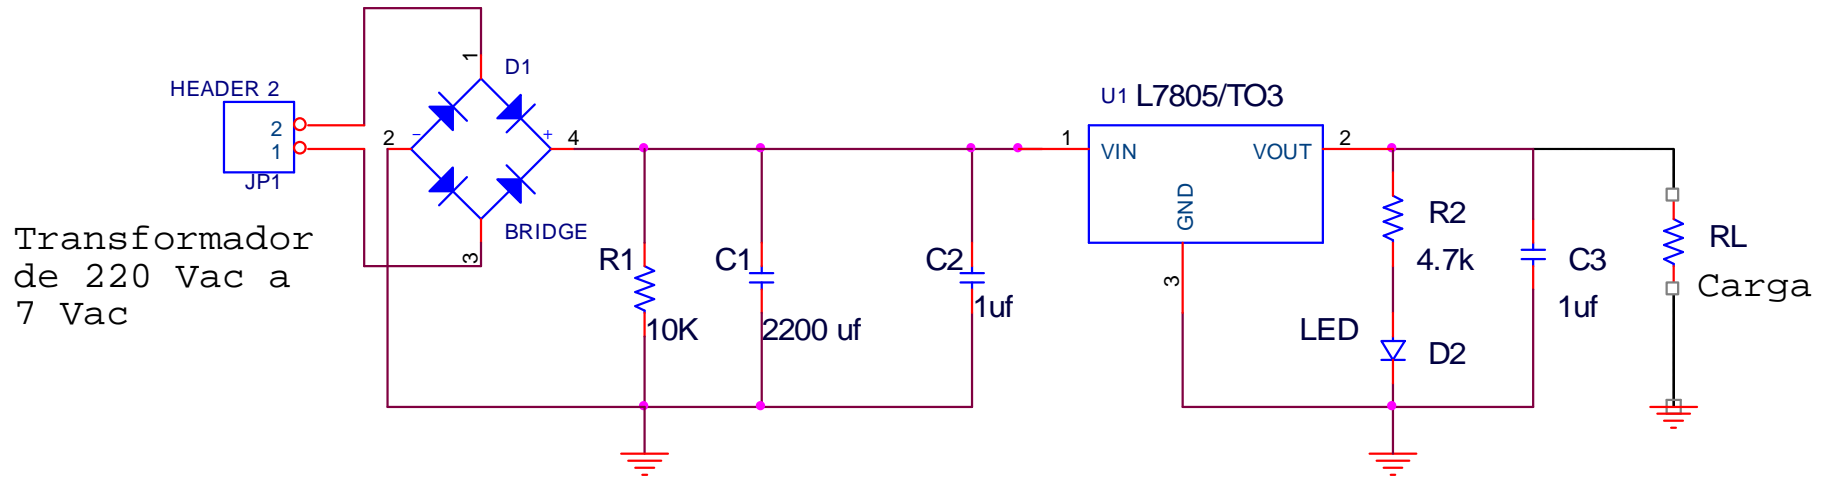 HEADER 2
2
1
JP1
Transformador
de 220 Vac a
7 Vac
1
D1
2
-
+
4
BRIDGE
3
R1
10K
C1
2200 uf
C2
1uf
U1 L7805/TO3
1
VIN
VOUT
2
GND
3
R2
4.7k
LED
D2
C3
1uf
RL
Carga